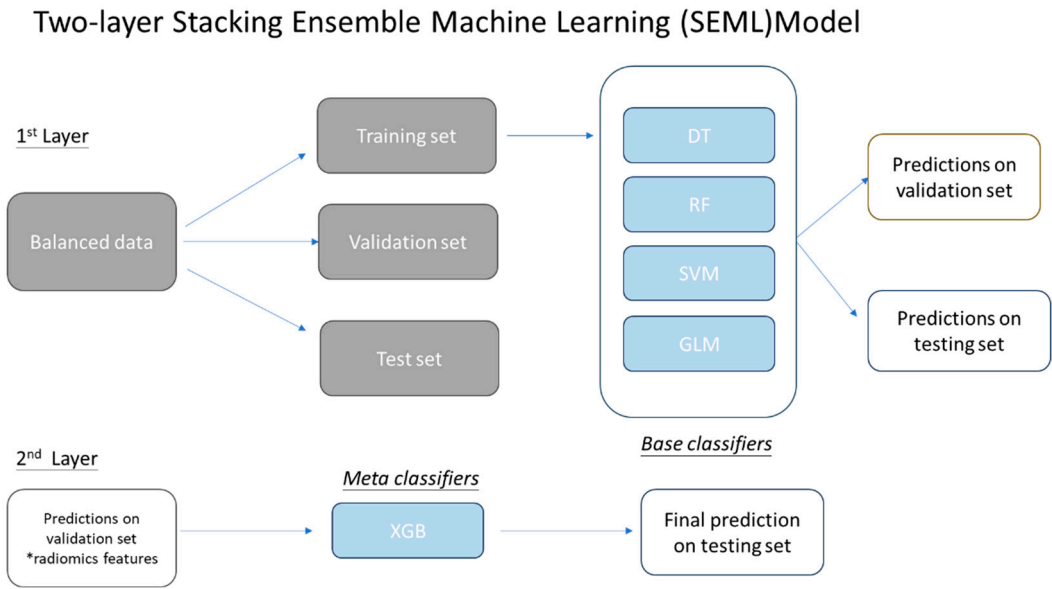 Two-layer Stacking Ensemble Machine Learning (SEML)Model
1st Layer
Balanced data
Training set
Validation set
Test set
DT
RF
SVM
GLM
Base classifiers
Predictions on
validation set
Predictions on
testing set
2nd Layer
Predictions on
validation set
*radiomics features
Meta classifiers
XGB
Final prediction
on testing set